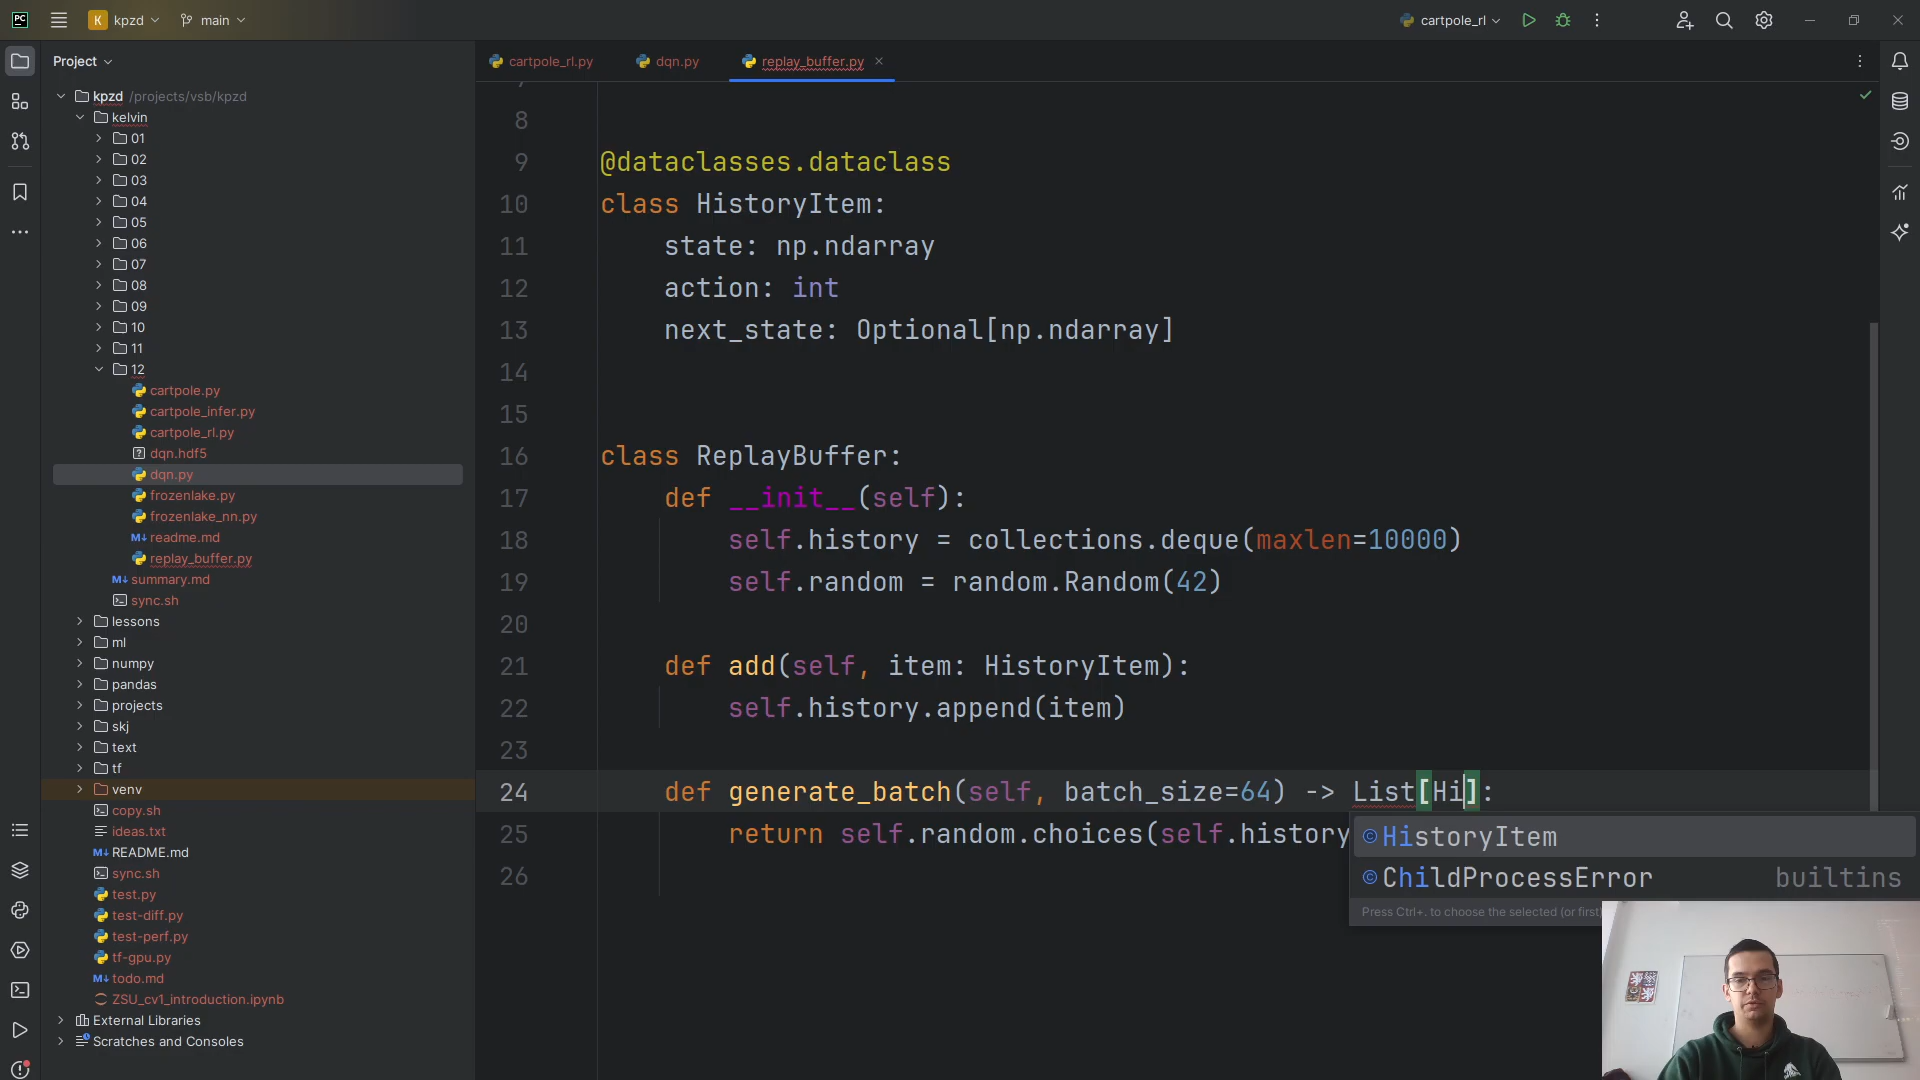 PC
K kpzd
main
cartpole_rl
Project
cartpole_rl.py
dqn.py
replay_buffer.py
kpzd /projects/vsb/kpzd
kelvin
01
02
03
04
05
06
07
08
09
10
11
12
cartpole.py
cartpole_infer.py
cartpole_rl.py
dqn.hdf5
dqn.py
frozenlake.py
frozenlake_nn.py
readme.md
replay_buffer.py
summary.md
sync.sh
lessons
ml
numpy
pandas
projects
skj
text
tf
venv
copy.sh
ideas.txt
README.md
sync.sh
test.py
test-diff.py
test-perf.py
tf-gpu.py
todo.md
ZSU_cv1_introduction.ipynb
External Libraries
Scratches and Consoles
8
9 @dataclasses.dataclass
10 class HistoryItem:
11 state: np.ndarray
12 action: int
13 next_state: Optional[np.ndarray]
14
15
16 class ReplayBuffer:
17 def __init__(self):
18 self.history = collections.deque(maxlen=10000)
19 self.random = random.Random(42)
20
21 def add(self, item: HistoryItem):
22 self.history.append(item)
23
24 def generate_batch(self, batch_size=64) -> List[Hi]:
25 return self.random.choices(self.history
26
HistoryItem
ChildProcessError builtins
Press Ctrl+. to choose the selected (or first)